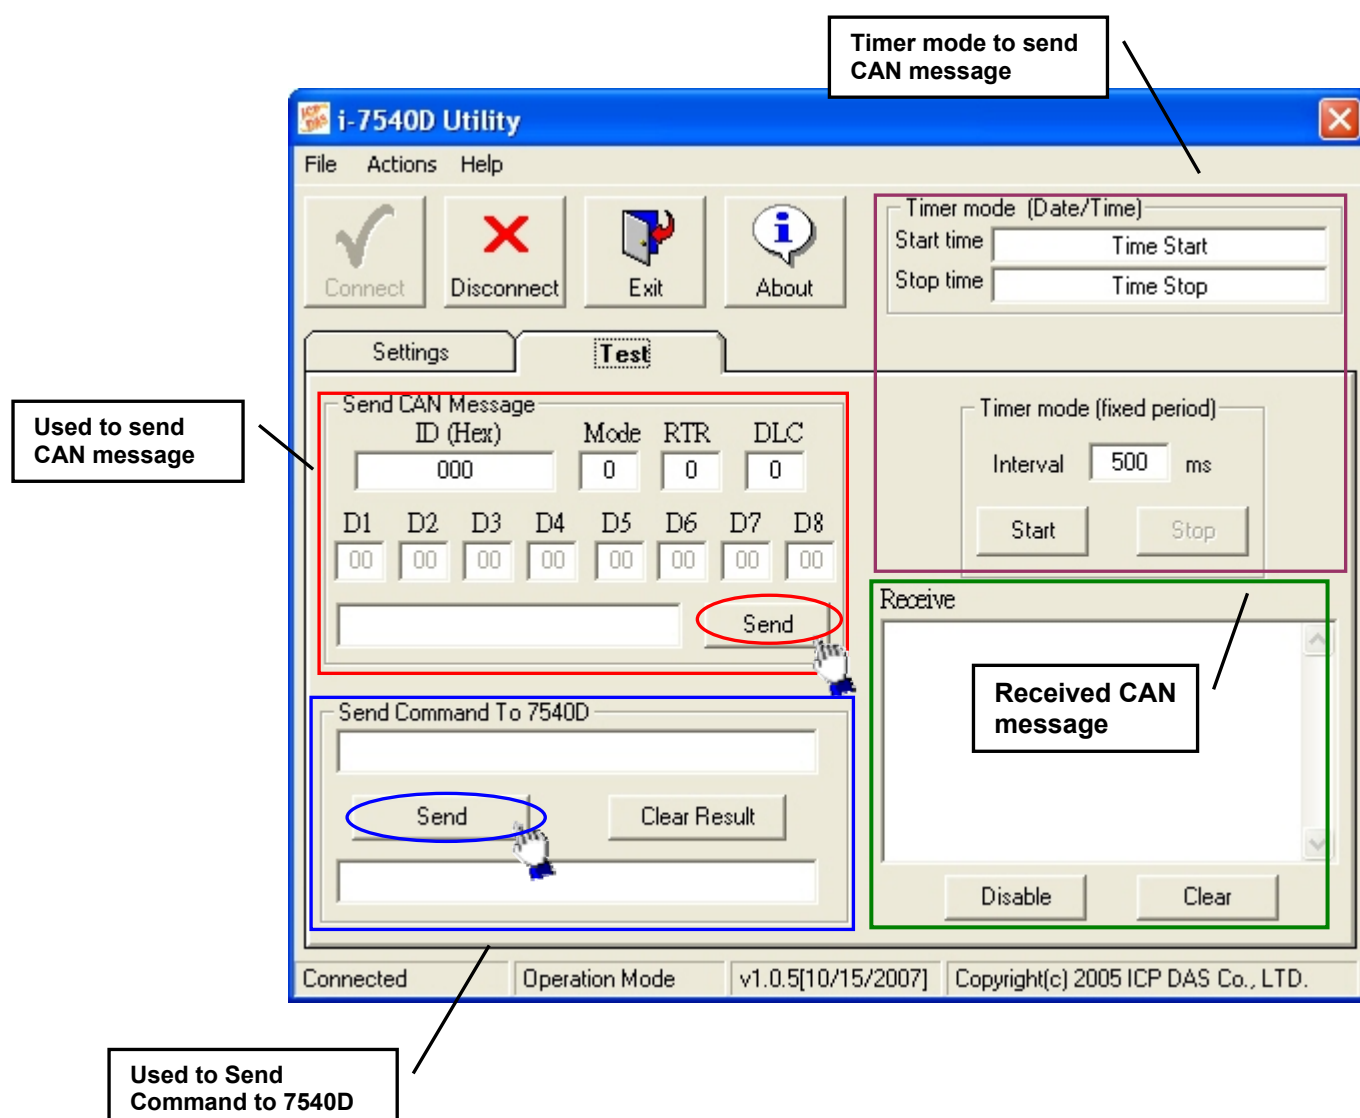 Timer mode to send
CAN message
ICP
DAS
i-7540D Utility
File Actions Help
Connect
Disconnect
Exit
About
Timer mode (Date/Time)
Start time Time Start
Stop time Time Stop
Settings
Test
Used to send
CAN message
Send CAN Message
ID (Hex) Mode RTR DLC
000 0 0 0
D1 D2 D3 D4 D5 D6 D7 D8
00 00 00 00 00 00 00 00
Send
Timer mode (fixed period)
Interval 500 ms
Start Stop
Receive
Received CAN
message
Disable Clear
Send Command To 7540D
Send Clear Result
Connected Operation Mode v1.0.5[10/15/2007] Copyright(c) 2005 ICP DAS Co., LTD.
Used to Send
Command to 7540D